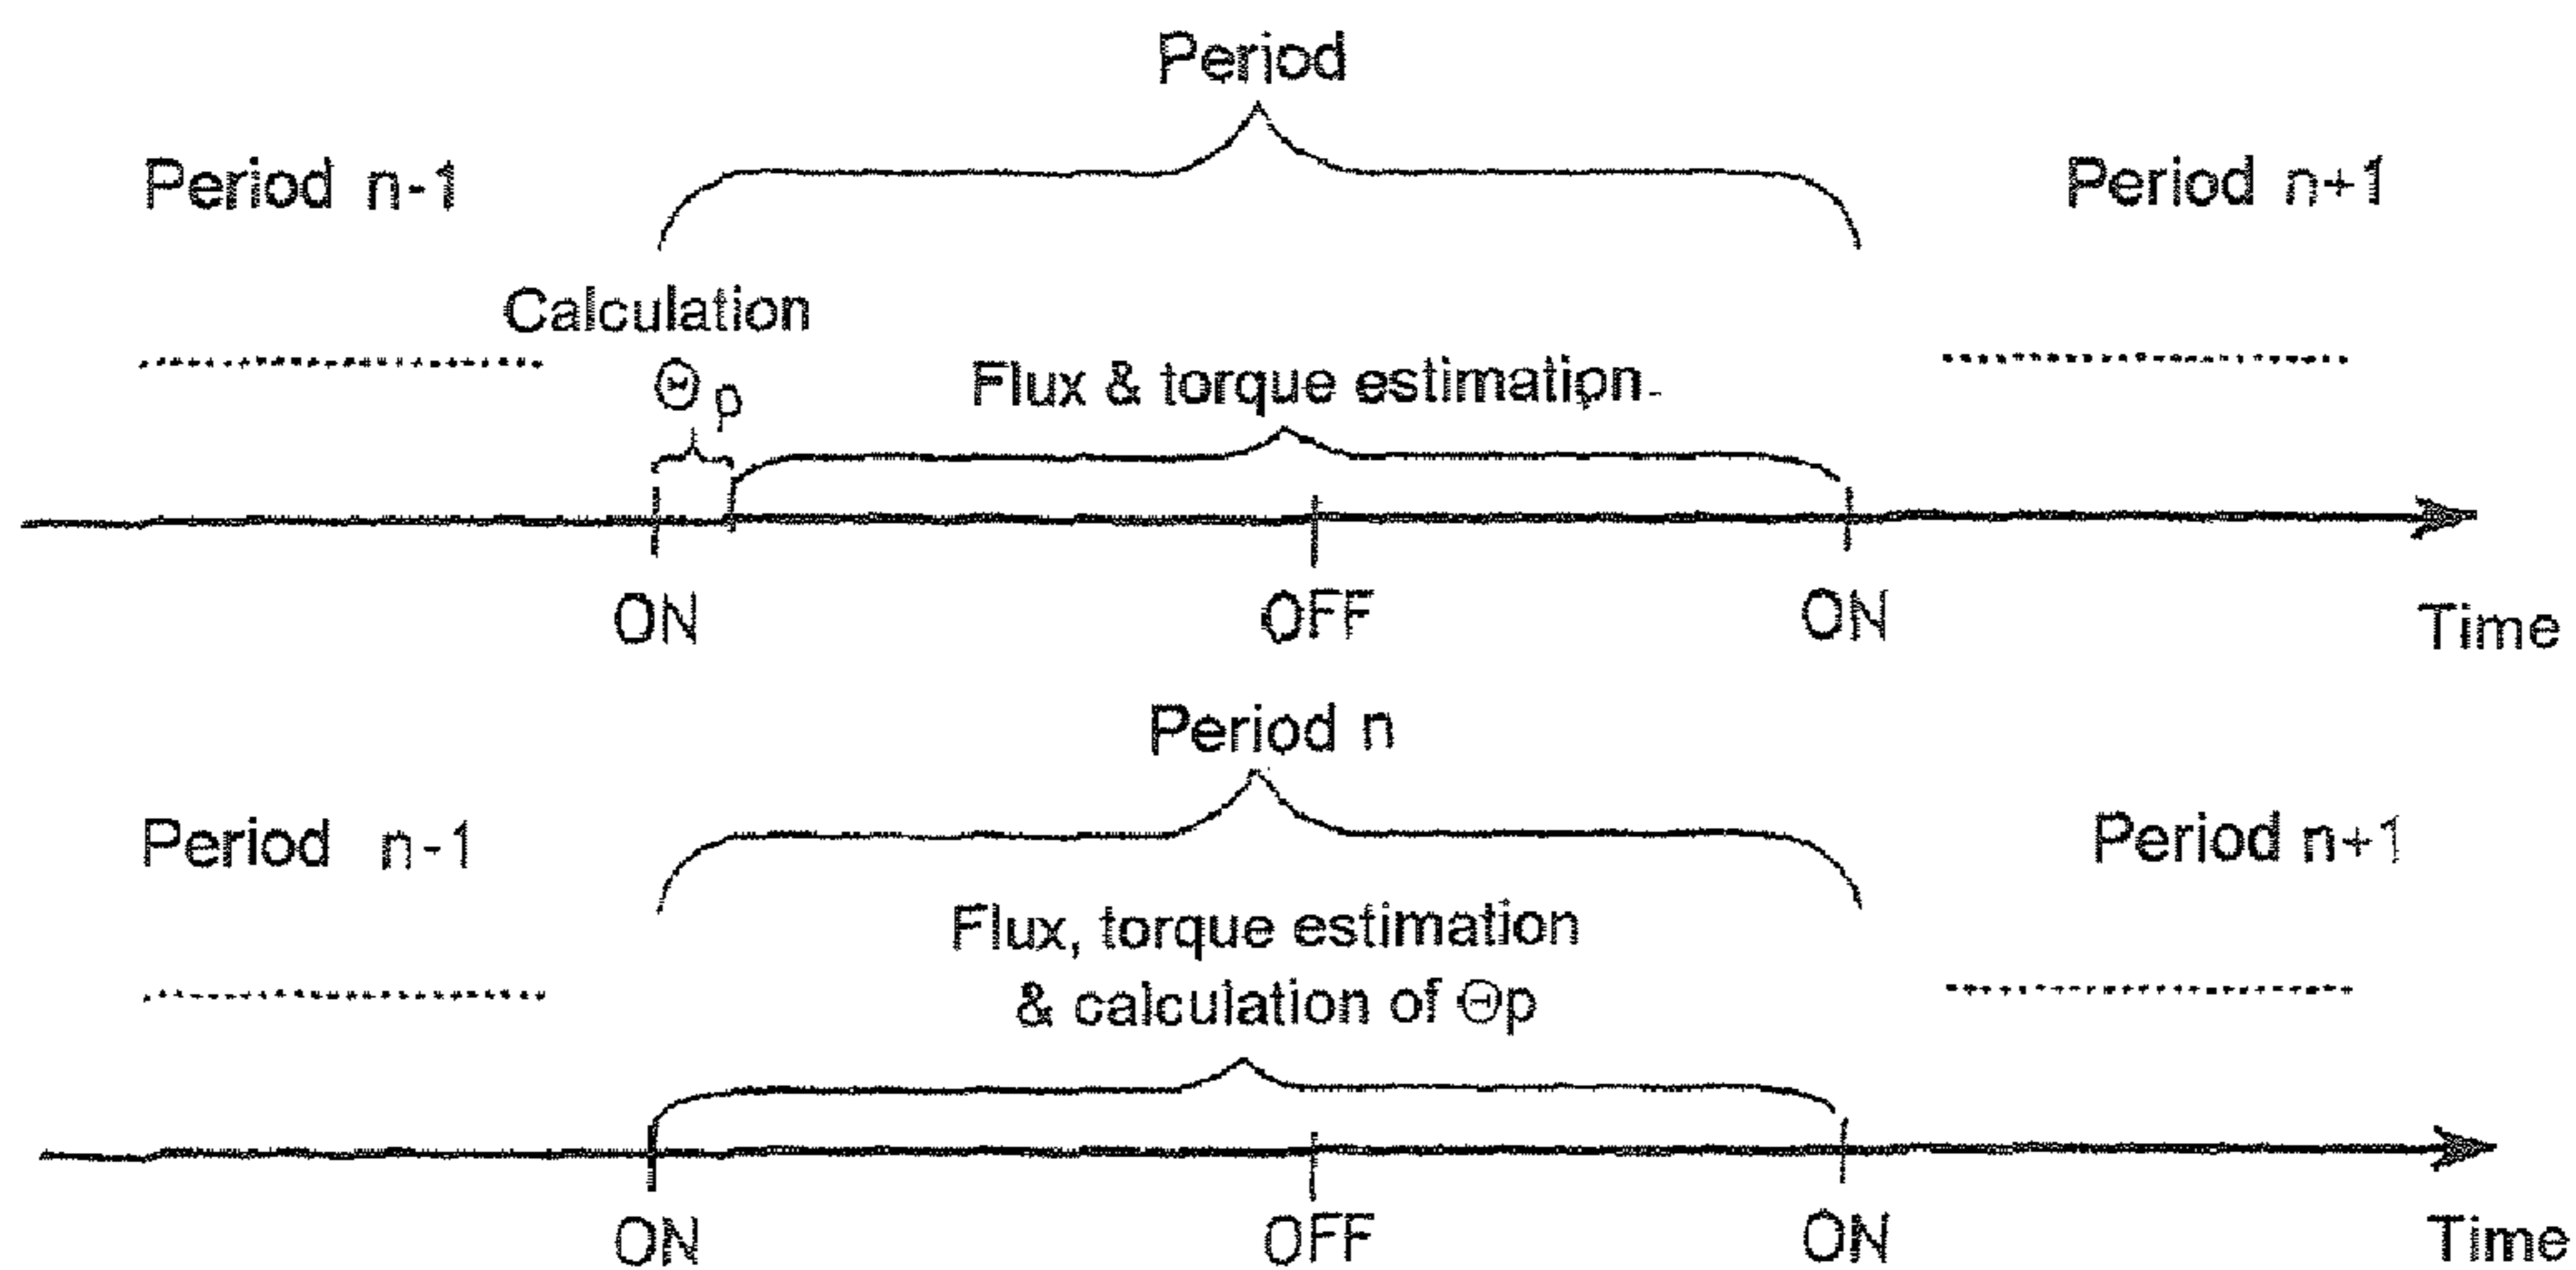 Period
Period n-1
Period n+1
Calculation
Θp
Flux & torque estimation
ON
OFF
ON
Time
Period n
Period n-1
Period n+1
Flux, torque estimation
& calculation of Θp
ON
OFF
ON
Time